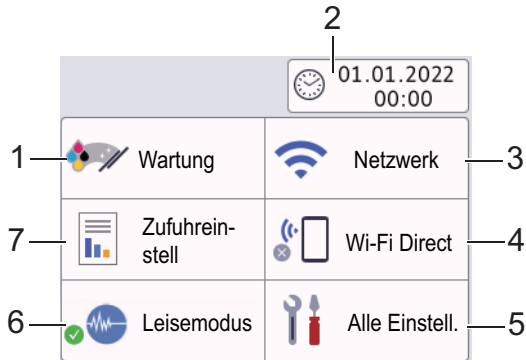 2
01.01.2022
00:00
1 Wartung Netzwerk 3
7 Zufuhrein-
stell
Wi-Fi Direct 4
6 Leisemodus Alle Einstell. 5